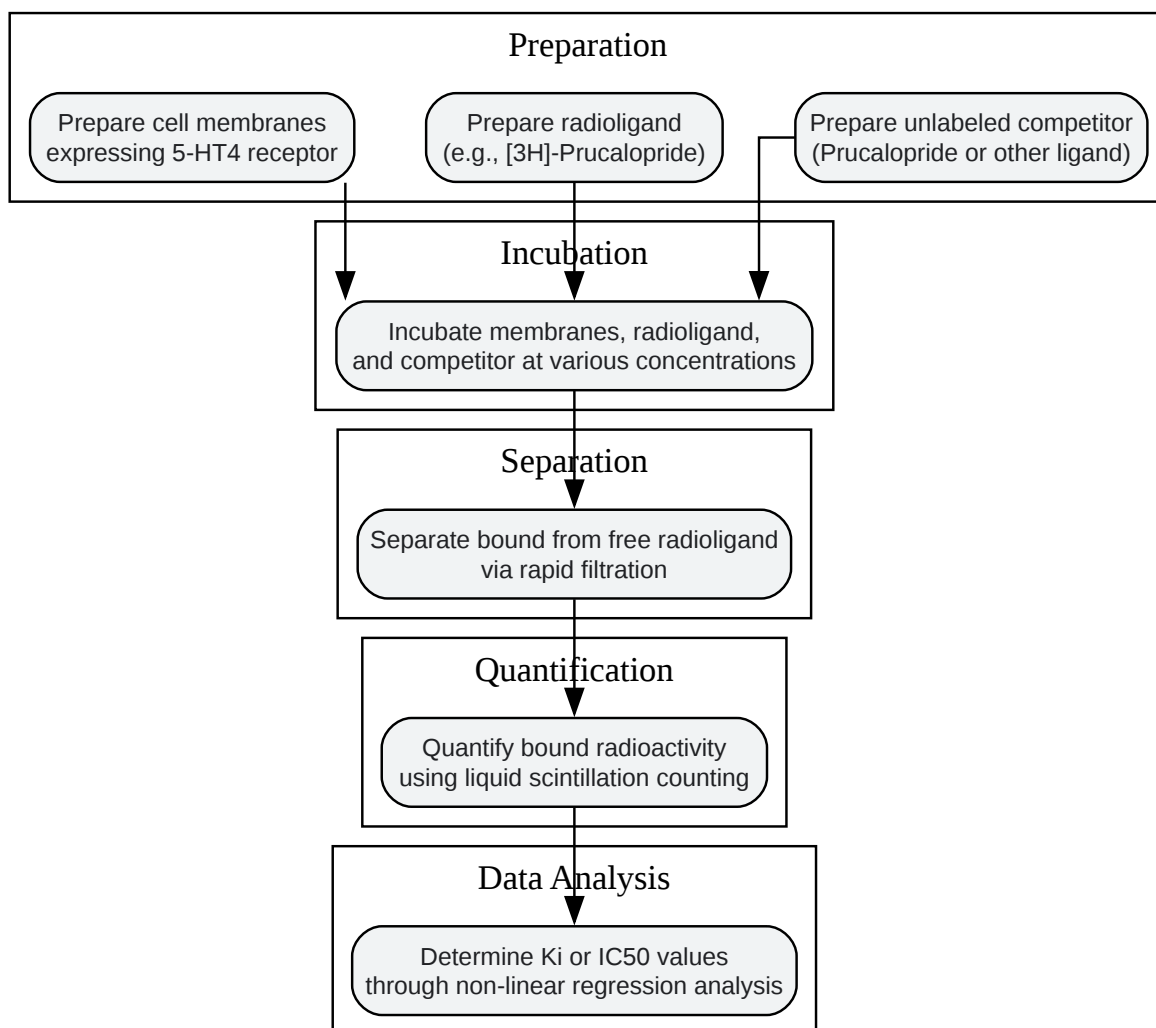 Preparation
Prepare cell membranes
expressing 5-HT4 receptor
Prepare radioligand
(e.g., [3H]-Prucalopride)
Prepare unlabeled competitor
(Prucalopride or other ligand)
Incubation
Incubate membranes, radioligand,
and competitor at various concentrations
Separation
Separate bound from free radioligand
via rapid filtration
Quantification
Quantify bound radioactivity
using liquid scintillation counting
Data Analysis
Determine Ki or IC50 values
through non-linear regression analysis